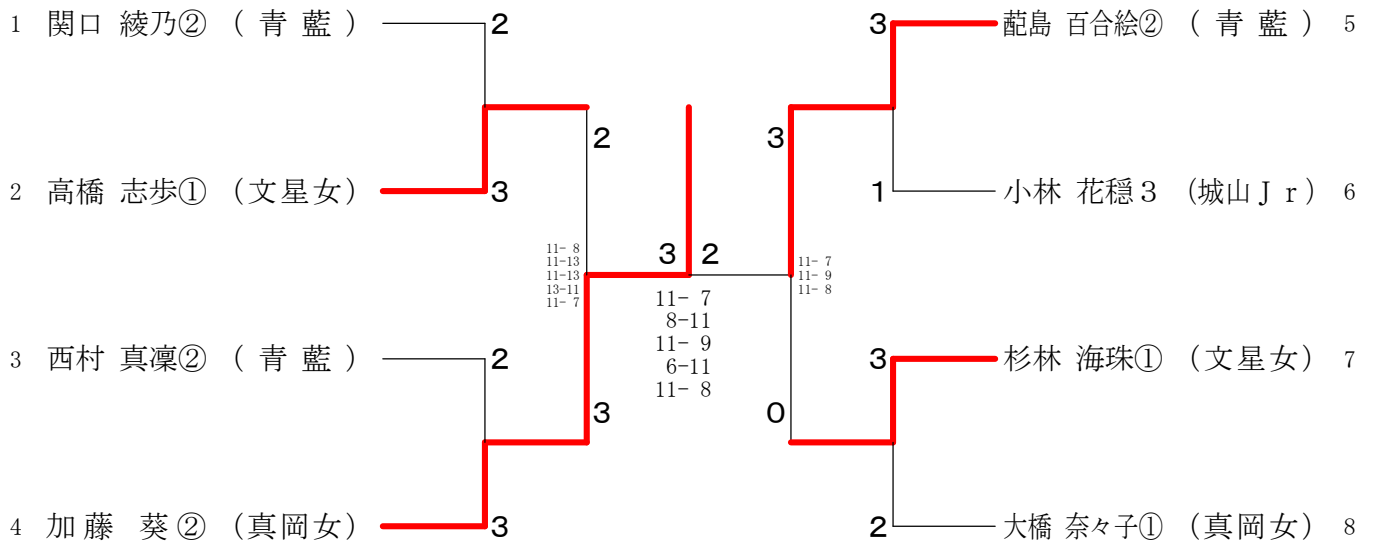 1 関口 綾乃② （ 青 藍 ） 2
3 蓜島 百合絵② （ 青 藍 ） 5
2
3
2 高橋 志歩① （文星女） 3
1 小林 花穏３ （城山Ｊｒ） 6
11- 8
11-13
11-13
13-11
11- 7
3 2
11- 7
11- 9
11- 8
11- 7
8-11
11- 9
6-11
11- 8
3 西村 真凜② （ 青 藍 ） 2
3 杉林 海珠① （文星女） 7
3
0
4 加 藤 葵 ② （真岡女） 3
2 大橋 奈々子① （真岡女） 8